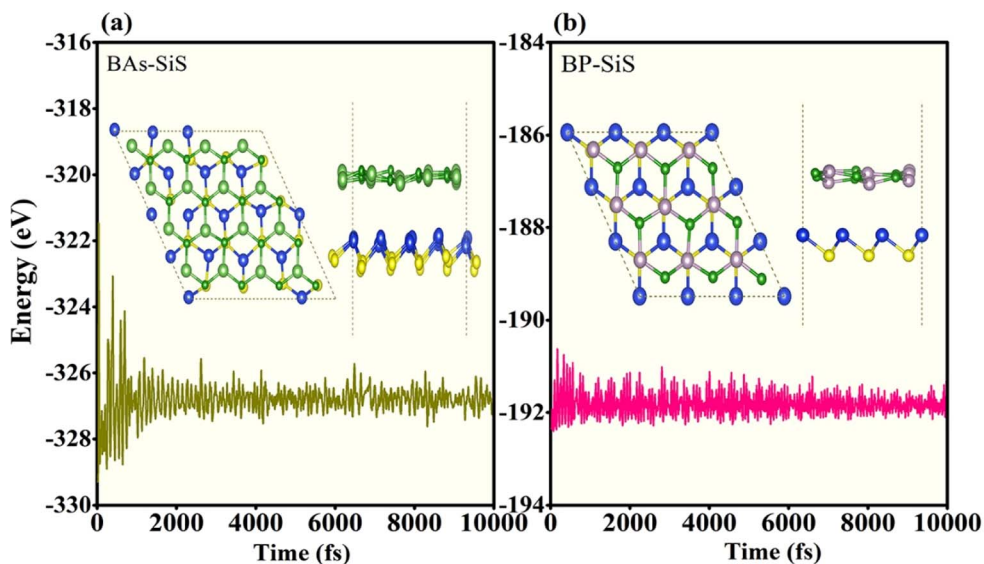 (a)
(b)
BAs-SiS
BP-SiS
Energy (eV)
-316
-318
-320
-322
-324
-326
-328
-330
-184
-186
-188
-190
-192
-194
0 2000 4000 6000 8000 10000
0 2000 4000 6000 8000 10000
Time (fs)
Time (fs)